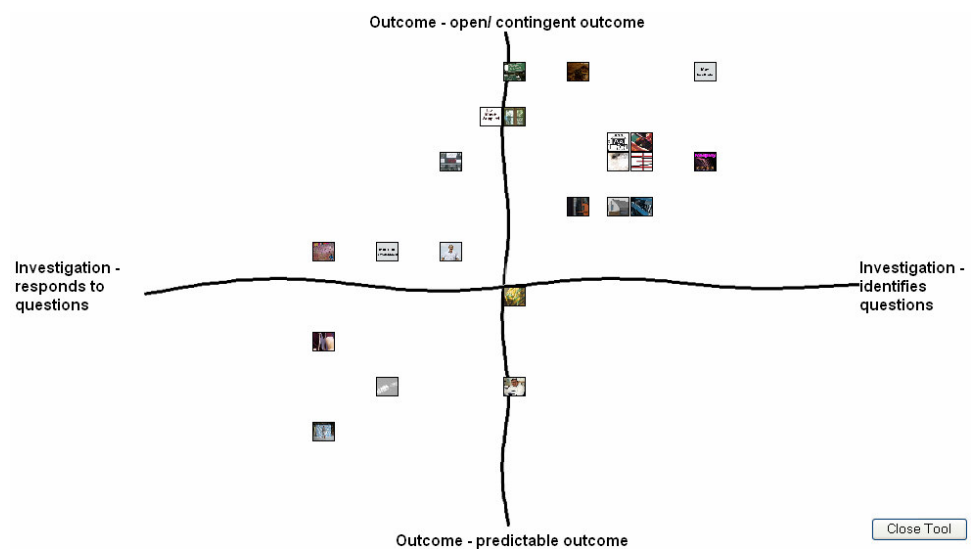 Outcome - open/ contingent outcome
Investigation -
responds to
questions
Investigation -
identifies
questions
Outcome - predictable outcome
Close Tool